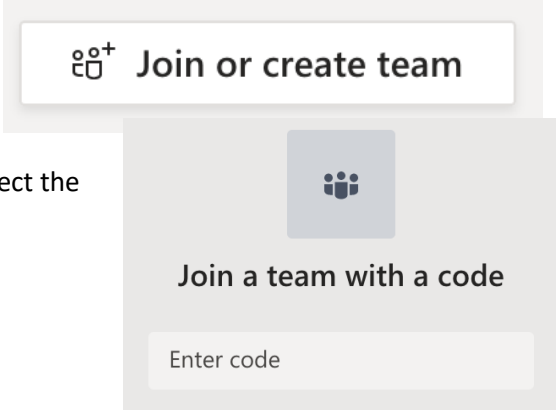 Join or create team
ect the
Join a team with a code
Enter code